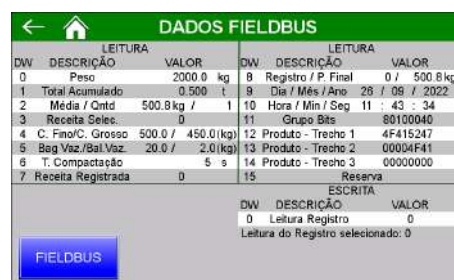 DADOS FIELDBUS
LEITURA
DW DESCRIÇÃO VALOR
0 Peso 2000.0 kg
1 Total Acumulado 0.500 t
2 Média / Qntd 500.8 kg / 1
3 Receita Selec. 0
4 C. Fino/C. Grosso 500.0 / 450.0(kg)
5 Bag Vaz./Bal.Vaz. 20.0 / 2.0(kg)
6 T. Compactação 5 s
7 Receita Registrada 0
LEITURA
DW DESCRIÇÃO VALOR
8 Registro / P. Final 0 / 500.8 kg
9 Dia / Mês / Ano 26 / 09 / 2022
10 Hora / Min / Seg 11 : 43 : 34
11 Grupo Bits 80100040
12 Produto - Trecho 1 4F415247
13 Produto - Trecho 2 00004F41
14 Produto - Trecho 3 00000000
15 Reserva
ESCRITA
DW DESCRIÇÃO VALOR
0 Leitura Registro 0
Leitura do Registro selecionado: 0
FIELDBUS